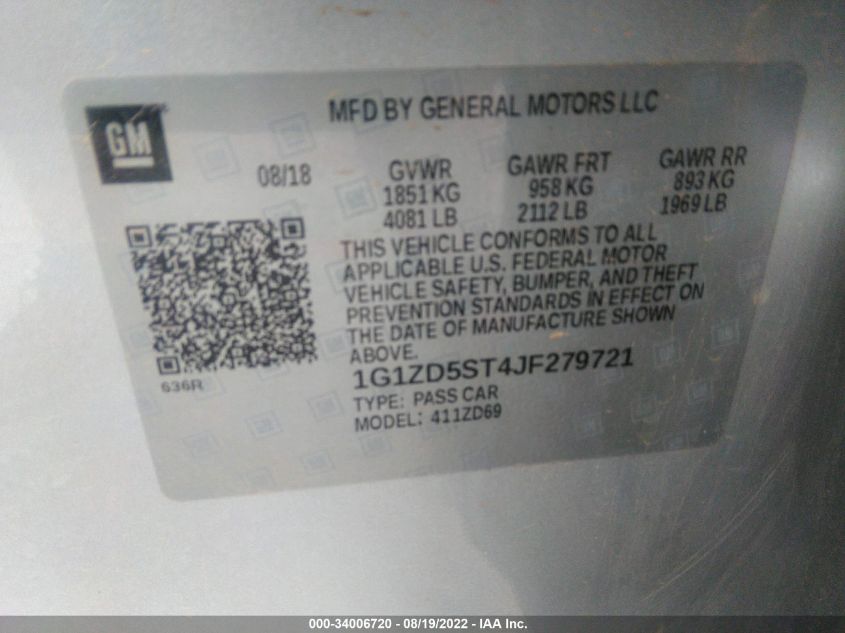 MFD BY GENERAL MOTORS LLC
GM
08/18
GVWR GAWR FRT GAWR RR
1851 KG 958 KG 893 KG
4081 LB 2112 LB 1969 LB
THIS VEHICLE CONFORMS TO ALL
APPLICABLE U.S. FEDERAL MOTOR
VEHICLE SAFETY, BUMPER, AND THEFT
PREVENTION STANDARDS IN EFFECT ON
THE DATE OF MANUFACTURE SHOWN
ABOVE.
636R
1G1ZD5ST4JF279721
TYPE: PASS CAR
MODEL: 411ZD69
000-34006720 - 08/19/2022 - IAA Inc.